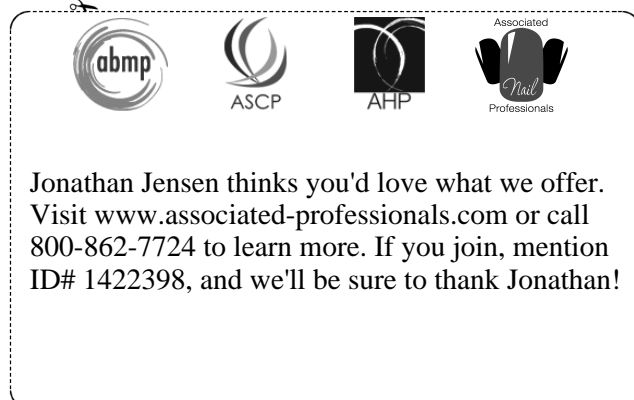 abmp
ASCP
AHP
Associated
Nail
Professionals
Jonathan Jensen thinks you'd love what we offer.
Visit www.associated-professionals.com or call
800-862-7724 to learn more. If you join, mention
ID# 1422398, and we'll be sure to thank Jonathan!